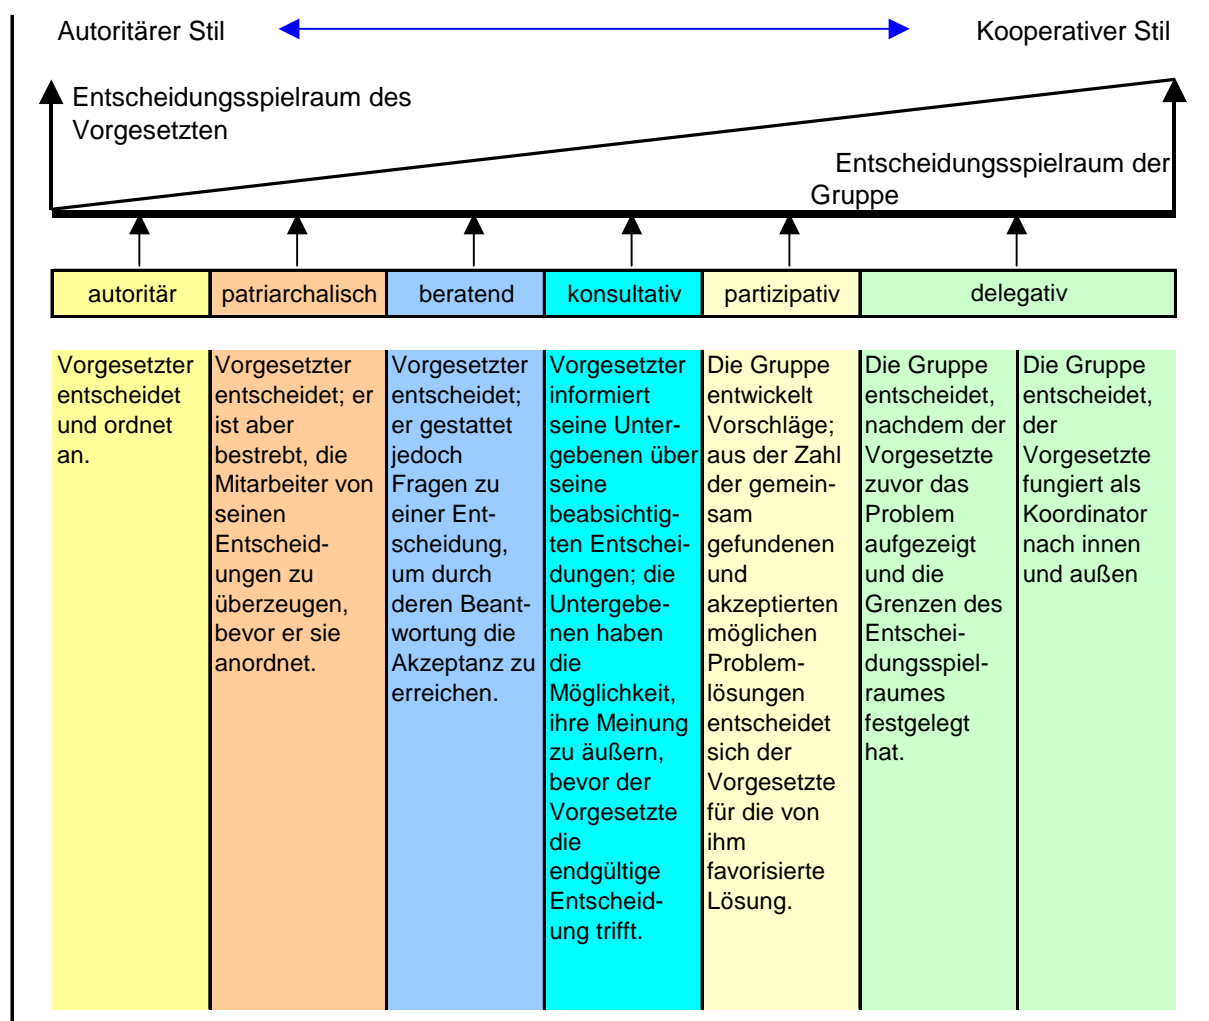 Autoritärer Stil
Kooperativer Stil
Entscheidungsspielraum des
Vorgesetzten
Entscheidungsspielraum der
Gruppe
autoritär
patriarchalisch
beratend
konsultativ
partizipativ
delegativ
Vorgesetzter
entscheidet
und ordnet
an.
Vorgesetzter
entscheidet; er
ist aber
bestrebt, die
Mitarbeiter von
seinen
Entscheid-
ungen zu
überzeugen,
bevor er sie
anordnet.
Vorgesetzter
entscheidet;
er gestattet
jedoch
Fragen zu
einer Ent-
scheidung,
um durch
deren Beant-
wortung die
Akzeptanz zu
erreichen.
Vorgesetzter
informiert
seine Unter-
gebenen über
seine
beabsichtig-
ten Entschei-
dungen; die
Untergebe-
nen haben
die
Möglichkeit,
ihre Meinung
zu äußern,
bevor der
Vorgesetzte
die
endgültige
Entscheid-
ung trifft.
Die Gruppe
entwickelt
Vorschläge;
aus der Zahl
der gemein-
sam
gefundenen
und
akzeptierten
möglichen
Problem-
lösungen
entscheidet
sich der
Vorgesetzte
für die von
ihm
favorisierte
Lösung.
Die Gruppe
entscheidet,
nachdem der
Vorgesetzte
zuvor das
Problem
aufgezeigt
und die
Grenzen des
Entschei-
dungsspiel-
raumes
festgelegt
hat.
Die Gruppe
entscheidet,
der
Vorgesetzte
fungiert als
Koordinator
nach innen
und außen